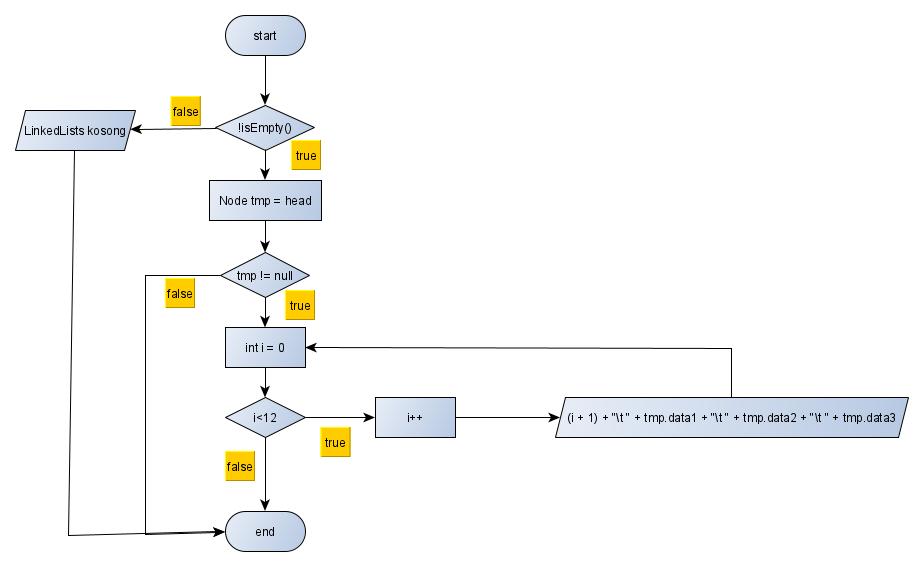 start
false
!isEmpty()
LinkedLists kosong
true
Node tmp = head
tmp != null
false
true
int i = 0
i<12
i++
(i + 1) + "\t" + tmp.data1 + "\t" + tmp.data2 + "\t" + tmp.data3
true
false
end